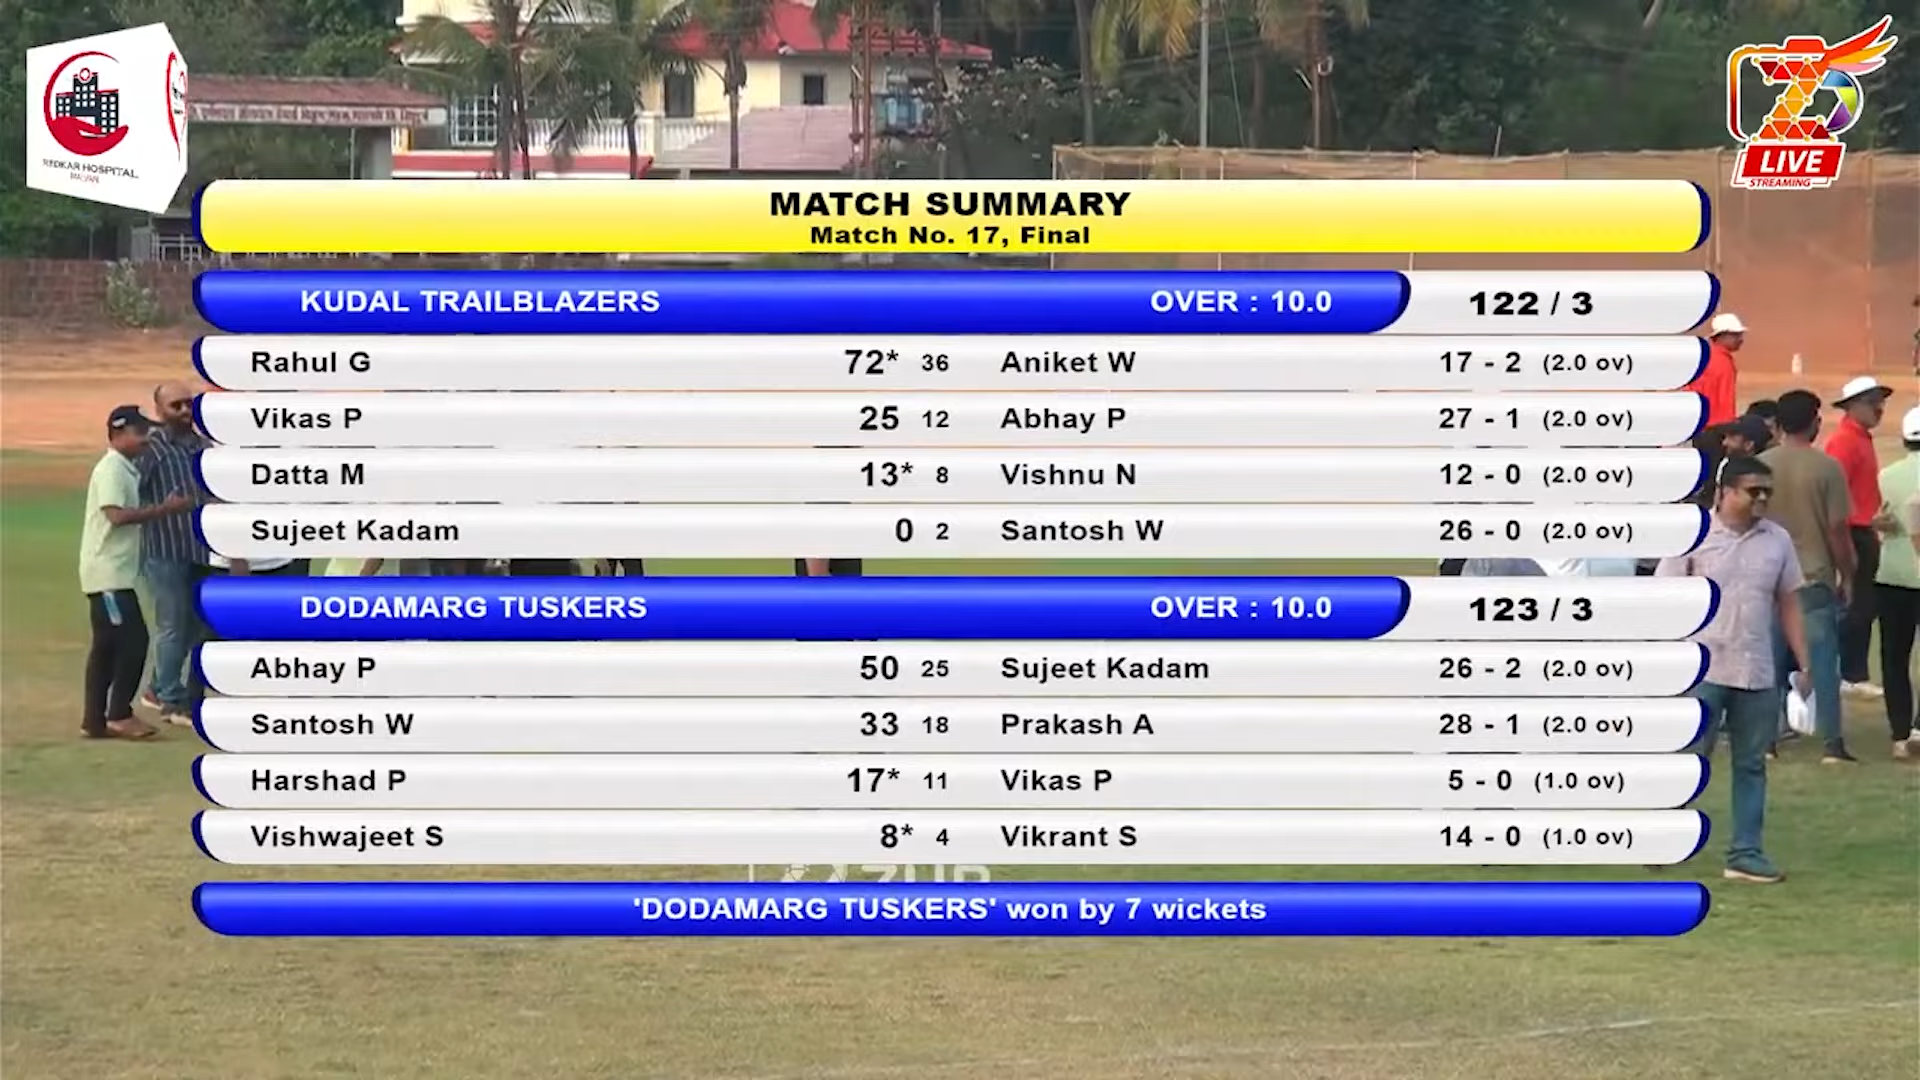 REDKAR HOSPITAL
MALVAN
LIVE
STREAMING
MATCH SUMMARY
Match No. 17, Final
KUDAL TRAILBLAZERS OVER : 10.0 122 / 3
Rahul G 72* 36 Aniket W 17 - 2 (2.0 ov)
Vikas P 25 12 Abhay P 27 - 1 (2.0 ov)
Datta M 13* 8 Vishnu N 12 - 0 (2.0 ov)
Sujeet Kadam 0 2 Santosh W 26 - 0 (2.0 ov)
DODAMARG TUSKERS OVER : 10.0 123 / 3
Abhay P 50 25 Sujeet Kadam 26 - 2 (2.0 ov)
Santosh W 33 18 Prakash A 28 - 1 (2.0 ov)
Harshad P 17* 11 Vikas P 5 - 0 (1.0 ov)
Vishwajeet S 8* 4 Vikrant S 14 - 0 (1.0 ov)
'DODAMARG TUSKERS' won by 7 wickets